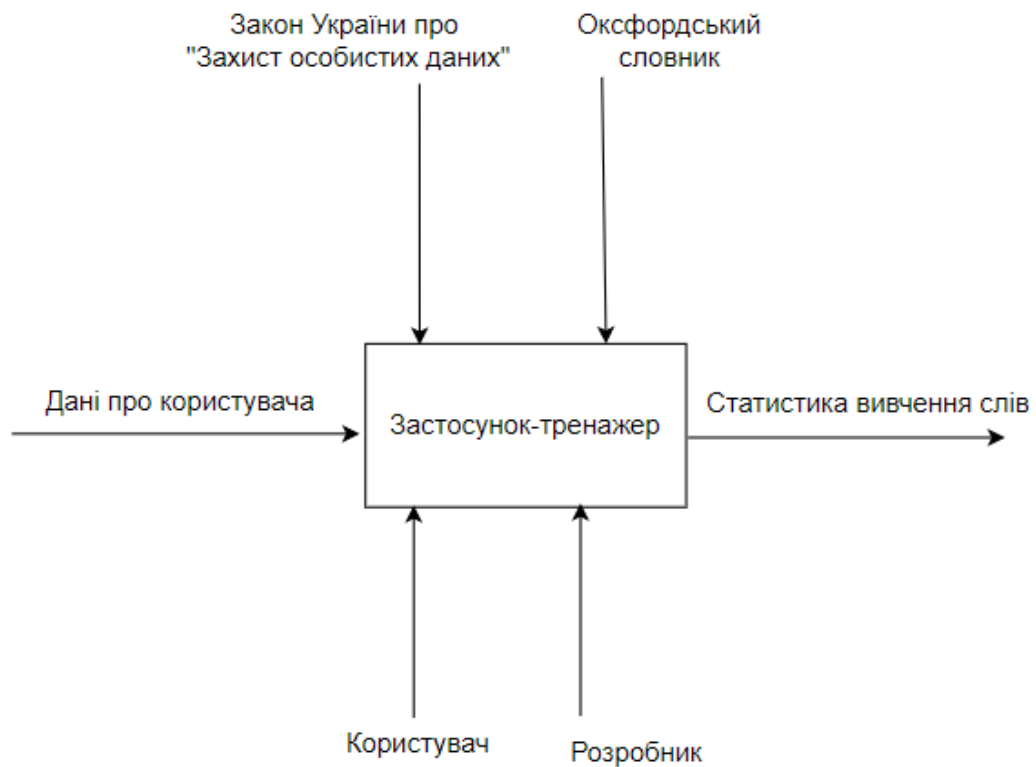 Закон України про
"Захист особистих даних"
Оксфордський
словник
Дані про користувача
Застосунок-тренажер
Статистика вивчення слів
Користувач
Розробник